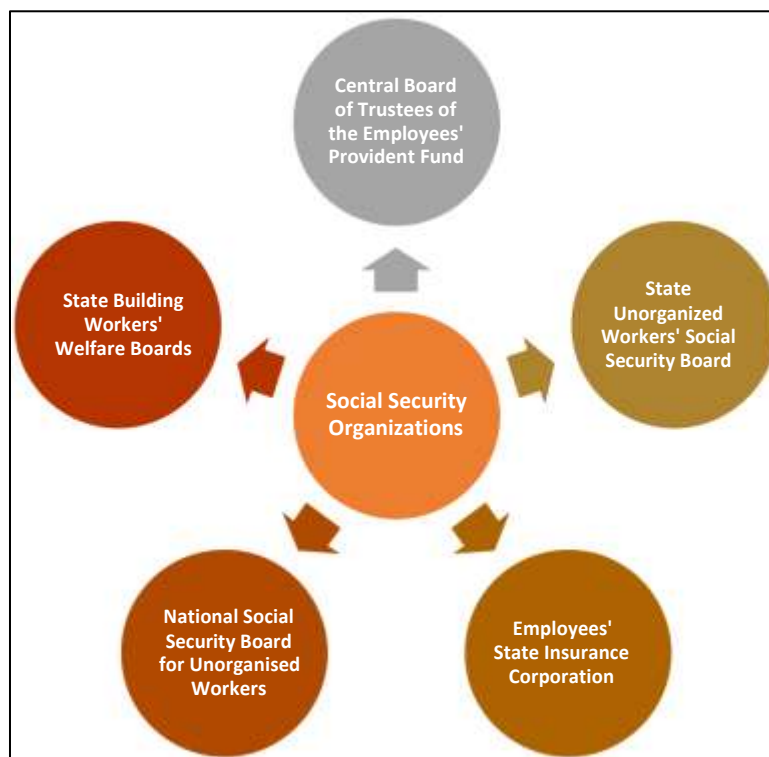 Central Board
of Trustees of
the Employees'
Provident Fund
State
Unorganized
Workers' Social
Security Board
Employees'
State Insurance
Corporation
National Social
Security Board
for Unorganised
Workers
State Building
Workers'
Welfare Boards
Social Security
Organizations